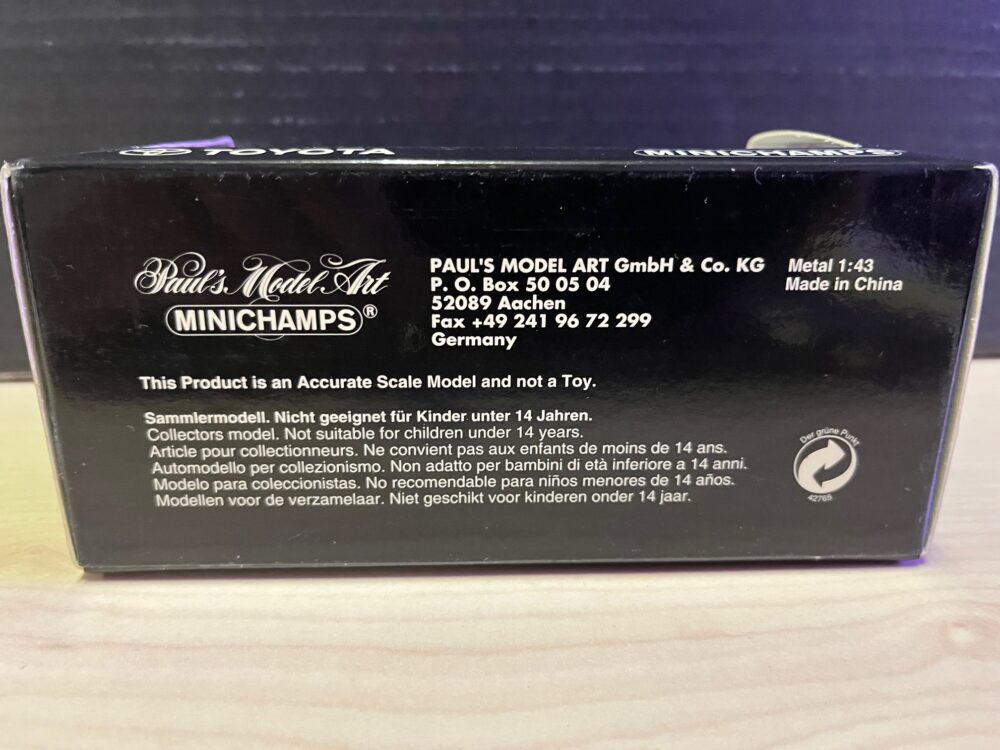 TOYOTA
MINICHAMPS
Paul's Model Art
MINICHAMPS®
PAUL'S MODEL ART GmbH & Co. KG
P. O. Box 50 05 04
52089 Aachen
Fax +49 241 96 72 299
Germany
Metal 1:43
Made in China
This Product is an Accurate Scale Model and not a Toy.
Sammlermodell. Nicht geeignet für Kinder unter 14 Jahren.
Collectors model. Not suitable for children under 14 years.
Article pour collectionneurs. Ne convient pas aux enfants de moins de 14 ans.
Automodello per collezionismo. Non adatto per bambini di età inferiore a 14 anni.
Modelo para coleccionistas. No recomendable para niños menores de 14 años.
Modellen voor de verzamelaar. Niet geschikt voor kinderen onder 14 jaar.
Der grüne Punkt
42765